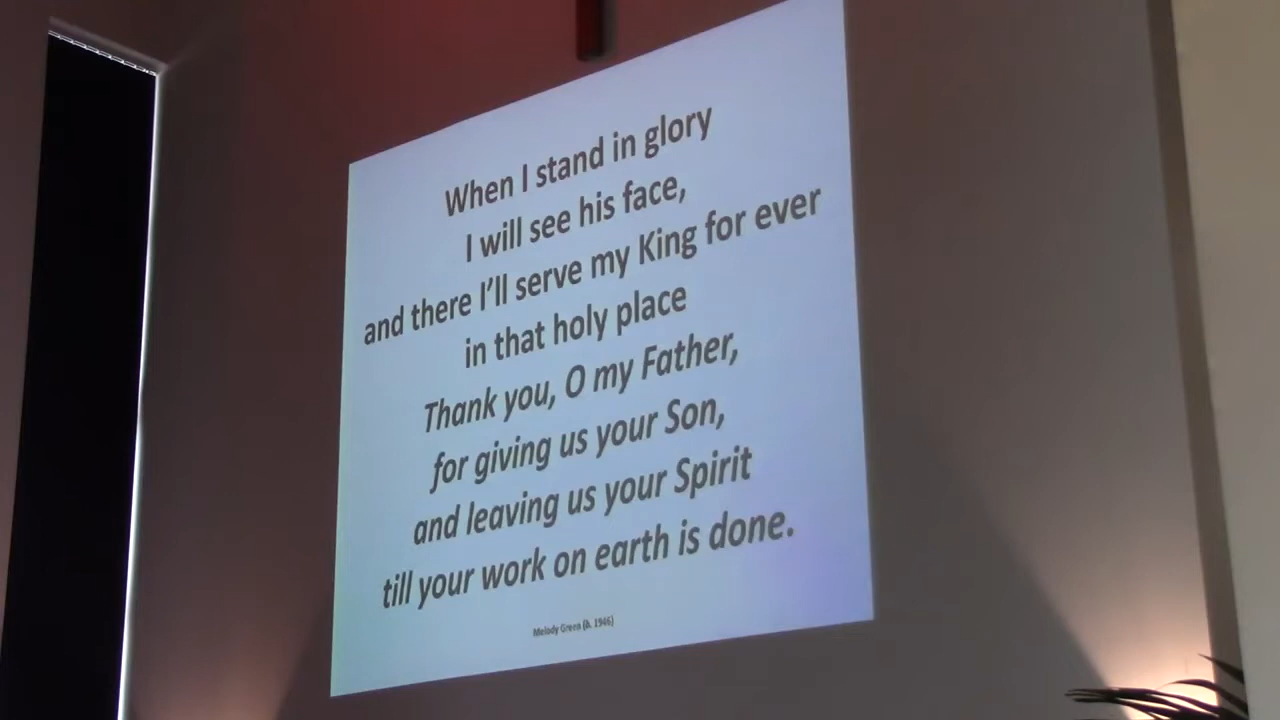 When I stand in glory
I will see his face,
and there I'll serve my King for ever
in that holy place
Thank you, O my Father,
for giving us your Son,
and leaving us your Spirit
till your work on earth is done.
Melody Green (b. 1946)